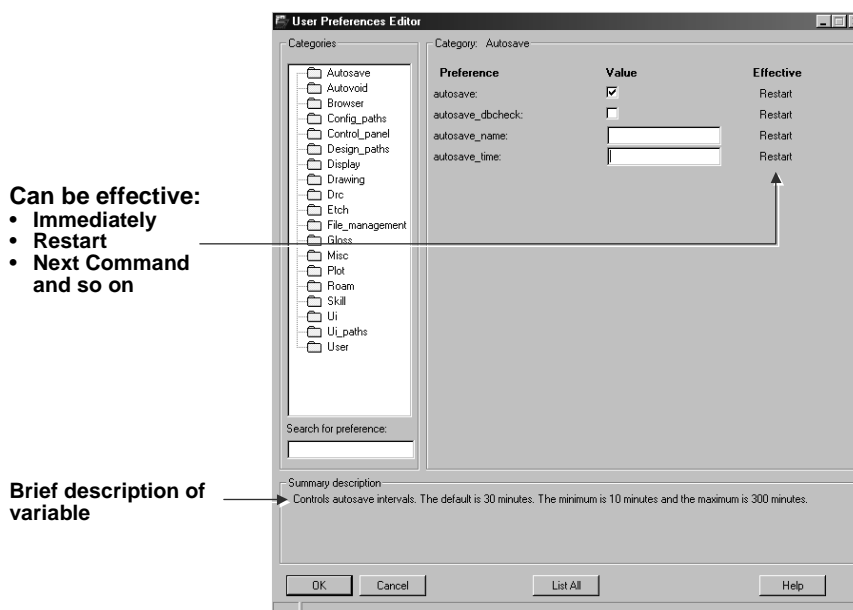 User Preferences Editor
Categories
Category: Autosave
Autosave
Autovoid
Browser
Config_paths
Control_panel
Design_paths
Display
Drawing
Drc
Etch
File_management
Gloss
Misc
Plot
Roam
Skill
Ui
Ui_paths
User
Search for preference:
Preference Value Effective
autosave: Restart
autosave_dbcheck: Restart
autosave_name: Restart
autosave_time: Restart
Can be effective:
• Immediately
• Restart
• Next Command
and so on
Brief description of
variable
Summary description
Controls autosave intervals. The default is 30 minutes. The minimum is 10 minutes and the maximum is 300 minutes.
OK Cancel List All Help